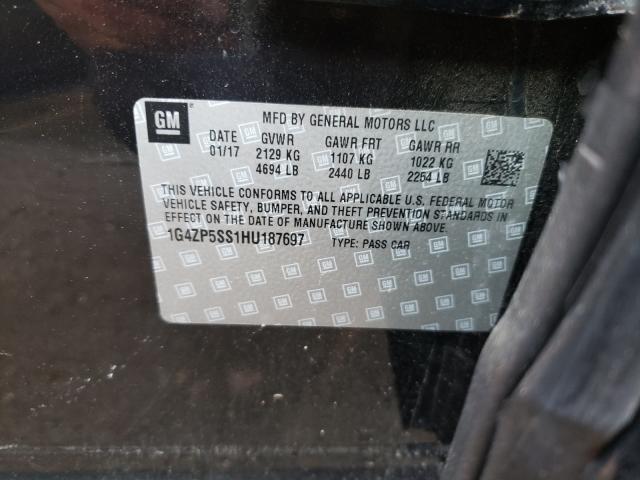 GM
MFD BY GENERAL MOTORS LLC
DATE GVWR GAWR FRT GAWR RR
01/17 2129 KG 1107 KG 1022 KG
4694 LB 2440 LB 2254 LB
THIS VEHICLE CONFORMS TO ALL APPLICABLE U.S. FEDERAL MOTOR
VEHICLE SAFETY, BUMPER, AND THEFT PREVENTION STANDARDS IN
EFFECT ON THE DATE OF MANUFACTURE SHOWN ABOVE.
1G4ZP5SS1HU187697 TYPE: PASS CAR